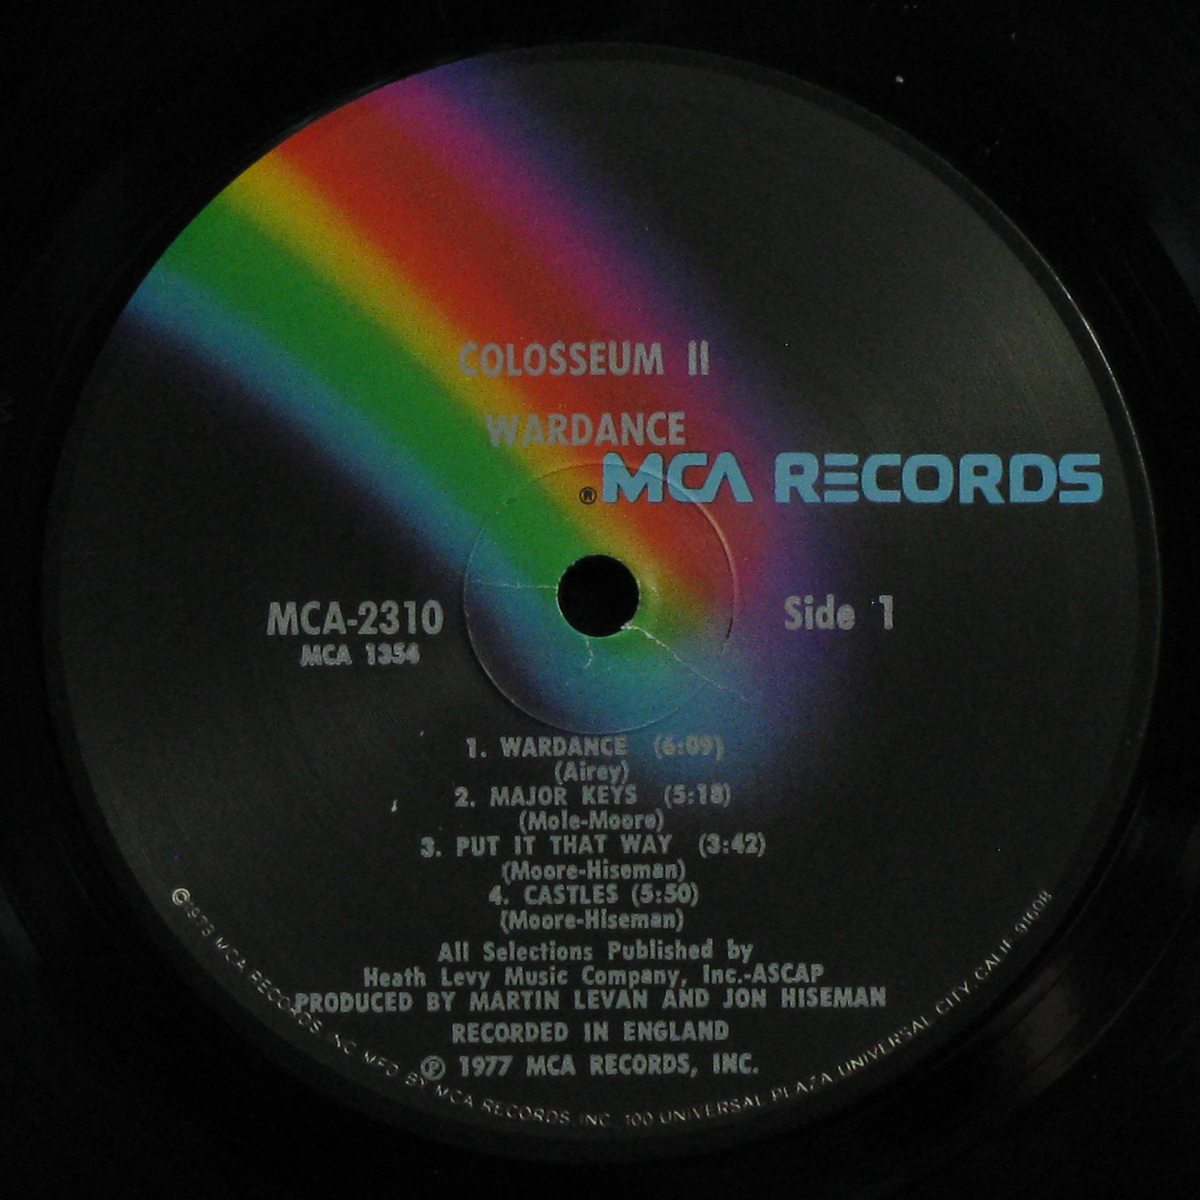 COLOSSEUM II
WARDANCE
® MCA RECORDS
MCA-2310
MCA 1354
Side 1
1. WARDANCE (6:09)
(Airey)
2. MAJOR KEYS (5:18)
(Mole-Moore)
3. PUT IT THAT WAY (3:42)
(Moore-Hiseman)
4. CASTLES (5:50)
(Moore-Hiseman)
All Selections Published by
Heath Levy Music Company, Inc.-ASCAP
PRODUCED BY MARTIN LEVAN AND JON HISEMAN
RECORDED IN ENGLAND
℗ 1977 MCA RECORDS, INC.
©1973 MCA RECORDS, INC MFD BY MCA RECORDS, INC. 100 UNIVERSAL PLAZA UNIVERSAL CITY CALIF. 91608